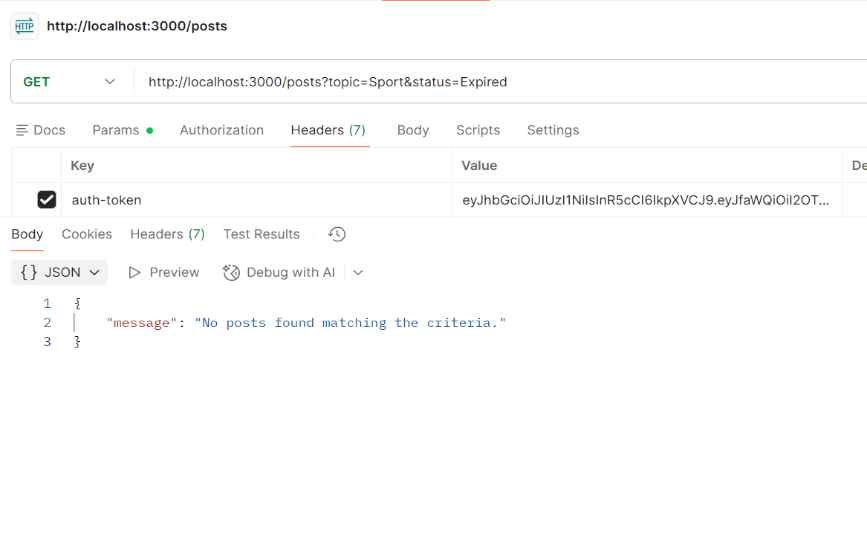 HTTP http://localhost:3000/posts
GET http://localhost:3000/posts?topic=Sport&status=Expired
Docs Params Authorization Headers (7) Body Scripts Settings
Key Value De
auth-token eyJhbGciOiJIUzI1NiIsInR5cCI6IkpXVCJ9.eyJfaWQiOiI2OT...
Body Cookies Headers (7) Test Results
{} JSON Preview Debug with AI
1 {
2 "message": "No posts found matching the criteria."
3 }